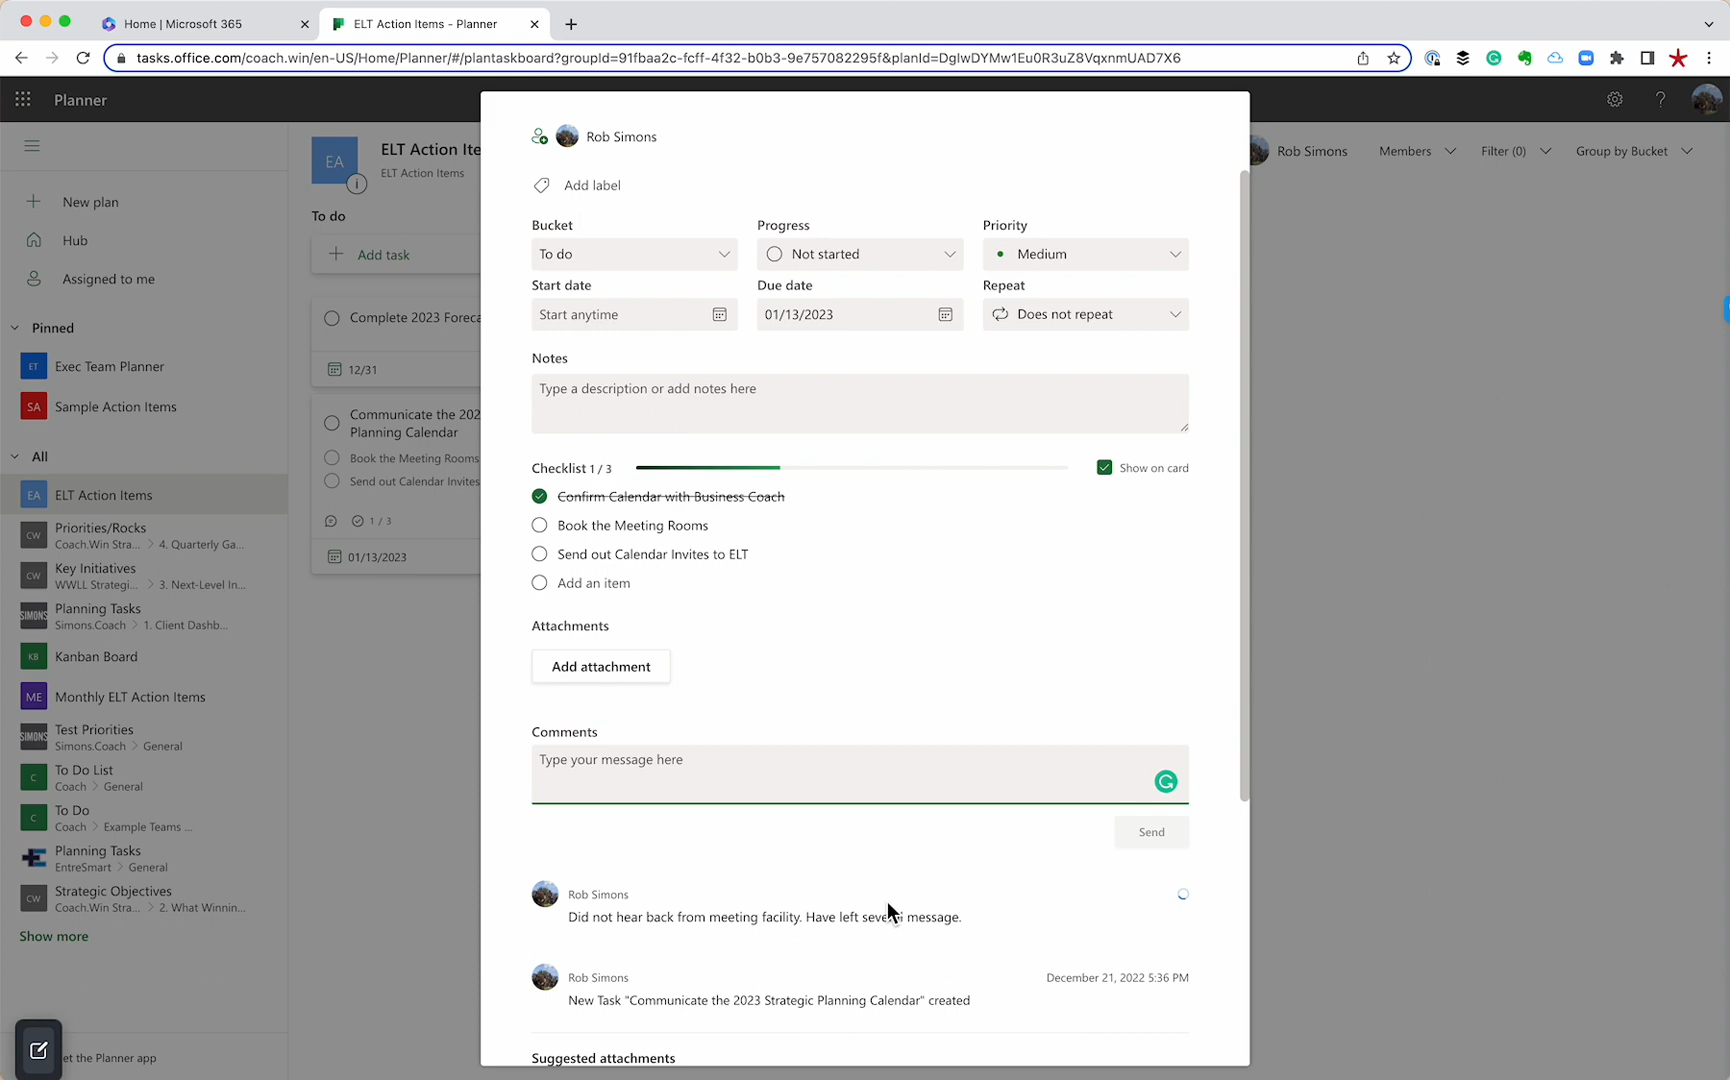 Home | Microsoft 365
ELT Action Items - Planner
tasks.office.com/coach.win/en-US/Home/Planner/#/plantaskboard?groupId=91fbaa2c-fcff-4f32-b0b3-9e757082295f&planId=DglwDYMw1Eu0R3uZ8VqxnmUAD7X6
Planner
EA
ELT Action Ite
ELT Action Items
Rob Simons
Members
Filter (0)
Group by Bucket
New plan
Hub
Assigned to me
Pinned
ET
Exec Team Planner
SA
Sample Action Items
All
EA
ELT Action Items
CW
Priorities/Rocks
Coach.Win Stra... > 4. Quarterly Ga...
CW
Key Initiatives
WWLL Strategi... > 3. Next-Level In...
SIMONS
Planning Tasks
Simons.Coach > 1. Client Dashb...
KB
Kanban Board
ME
Monthly ELT Action Items
SIMONS
Test Priorities
Simons.Coach > General
C
To Do List
Coach > General
C
To Do
Coach > Example Teams ...
Planning Tasks
EntreSmart > General
CW
Strategic Objectives
Coach.Win Stra... > 2. What Winnin...
Show more
et the Planner app
To do
Add task
Complete 2023 Foreca
12/31
Communicate the 202
Planning Calendar
Book the Meeting Rooms
Send out Calendar Invites
1 / 3
01/13/2023
Rob Simons
Add label
Bucket
Progress
Priority
To do
Not started
Medium
Start date
Due date
Repeat
Start anytime
01/13/2023
Does not repeat
Notes
Type a description or add notes here
Checklist 1 / 3
Show on card
Confirm Calendar with Business Coach
Book the Meeting Rooms
Send out Calendar Invites to ELT
Add an item
Attachments
Add attachment
Comments
Type your message here
Send
Rob Simons
Did not hear back from meeting facility. Have left message.
Rob Simons
December 21, 2022 5:36 PM
New Task "Communicate the 2023 Strategic Planning Calendar" created
Suggested attachments